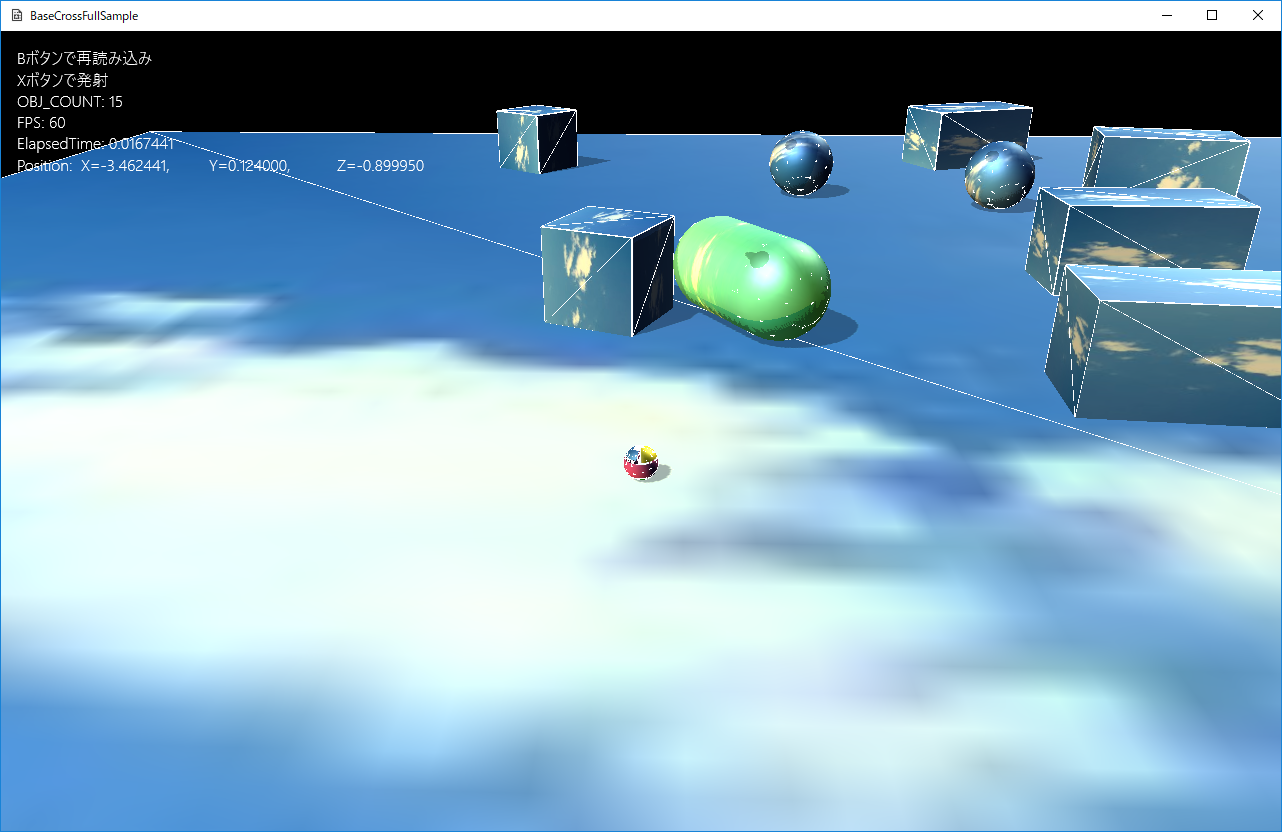 BaseCrossFullSample
Bボタンで再読み込み
Xボタンで発射
OBJ_COUNT: 15
FPS: 60
ElapsedTime: 0.0167441
Position: X=-3.462441, Y=0.124000, Z=-0.899950